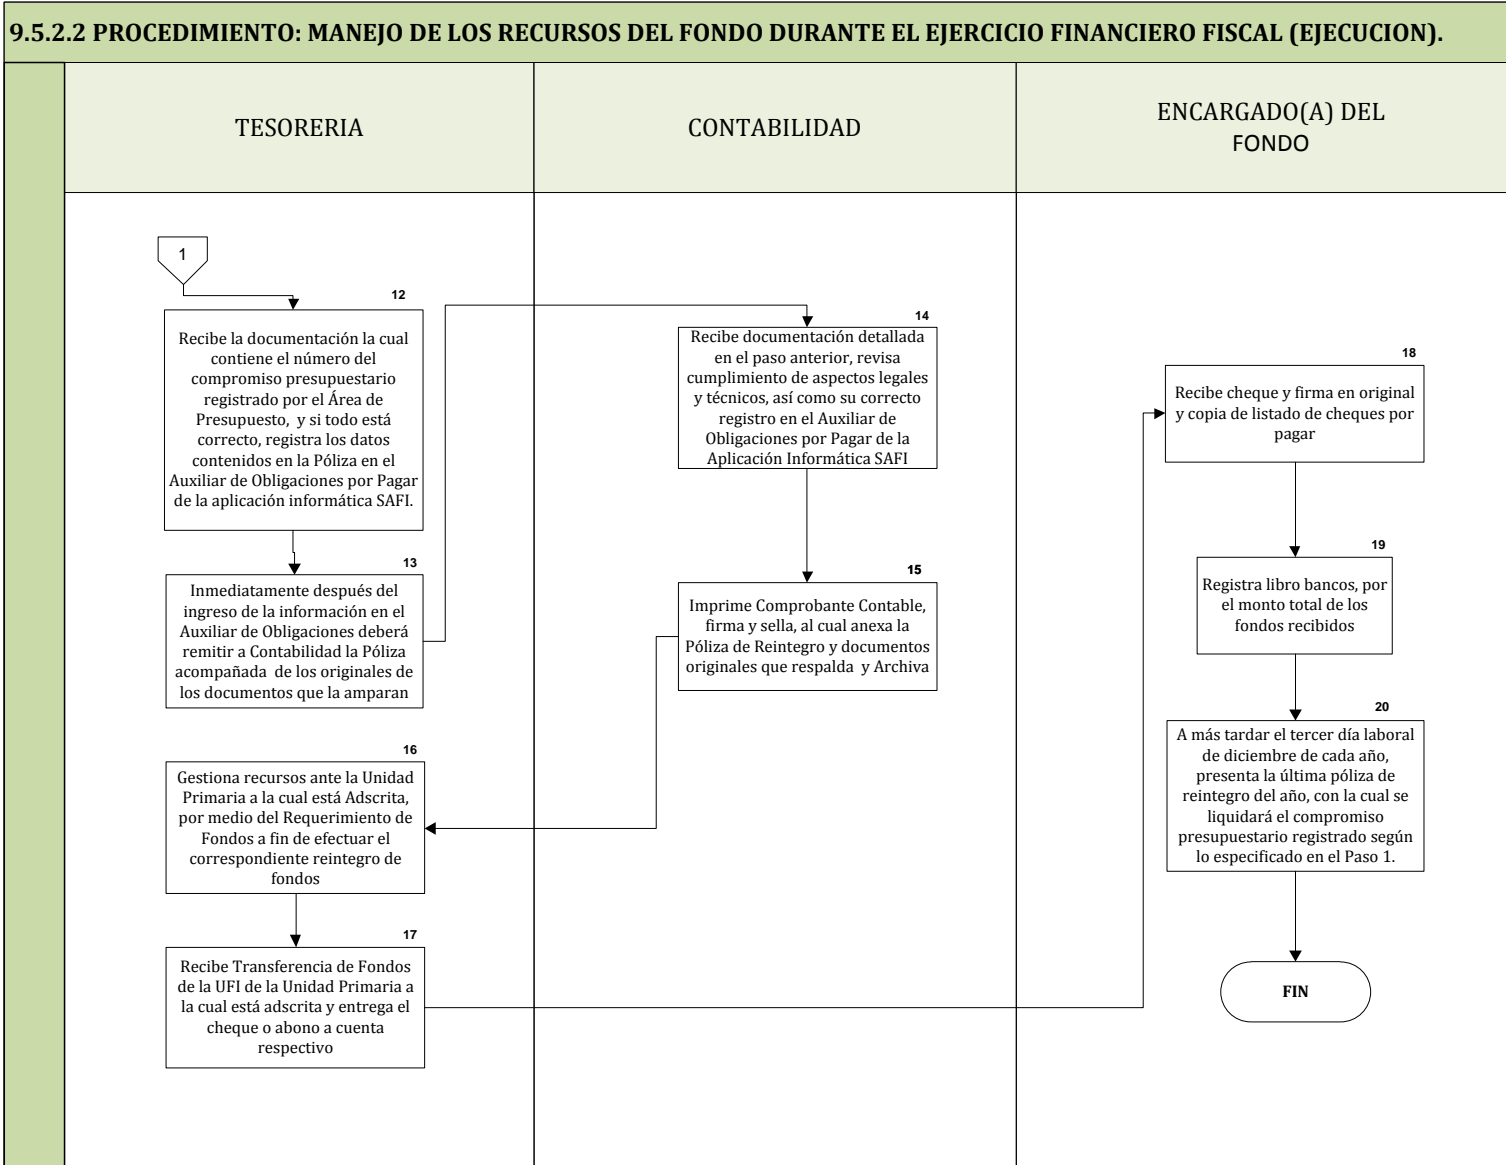 9.5.2.2 PROCEDIMIENTO: MANEJO DE LOS RECURSOS DEL FONDO DURANTE EL EJERCICIO FINANCIERO FISCAL (EJECUCION).
TESORERIA
CONTABILIDAD
ENCARGADO(A) DEL
FONDO
1
12
Recibe la documentación la cual
contiene el número del
compromiso presupuestario
registrado por el Área de
Presupuesto, y si todo está
correcto, registra los datos
contenidos en la Póliza en el
Auxiliar de Obligaciones por Pagar
de la aplicación informática SAFI.
13
Inmediatamente después del
ingreso de la información en el
Auxiliar de Obligaciones deberá
remitir a Contabilidad la Póliza
acompañada de los originales de
los documentos que la amparan
14
Recibe documentación detallada
en el paso anterior, revisa
cumplimiento de aspectos legales
y técnicos, así como su correcto
registro en el Auxiliar de
Obligaciones por Pagar de la
Aplicación Informática SAFI
15
Imprime Comprobante Contable,
firma y sella, al cual anexa la
Póliza de Reintegro y documentos
originales que respalda y Archiva
16
Gestiona recursos ante la Unidad
Primaria a la cual está Adscrita,
por medio del Requerimiento de
Fondos a fin de efectuar el
correspondiente reintegro de
fondos
17
Recibe Transferencia de Fondos
de la UFI de la Unidad Primaria a
la cual está adscrita y entrega el
cheque o abono a cuenta
respectivo
18
Recibe cheque y firma en original
y copia de listado de cheques por
pagar
19
Registra libro bancos, por
el monto total de los
fondos recibidos
20
A más tardar el tercer día laboral
de diciembre de cada año,
presenta la última póliza de
reintegro del año, con la cual se
liquidará el compromiso
presupuestario registrado según
lo especificado en el Paso 1.
FIN